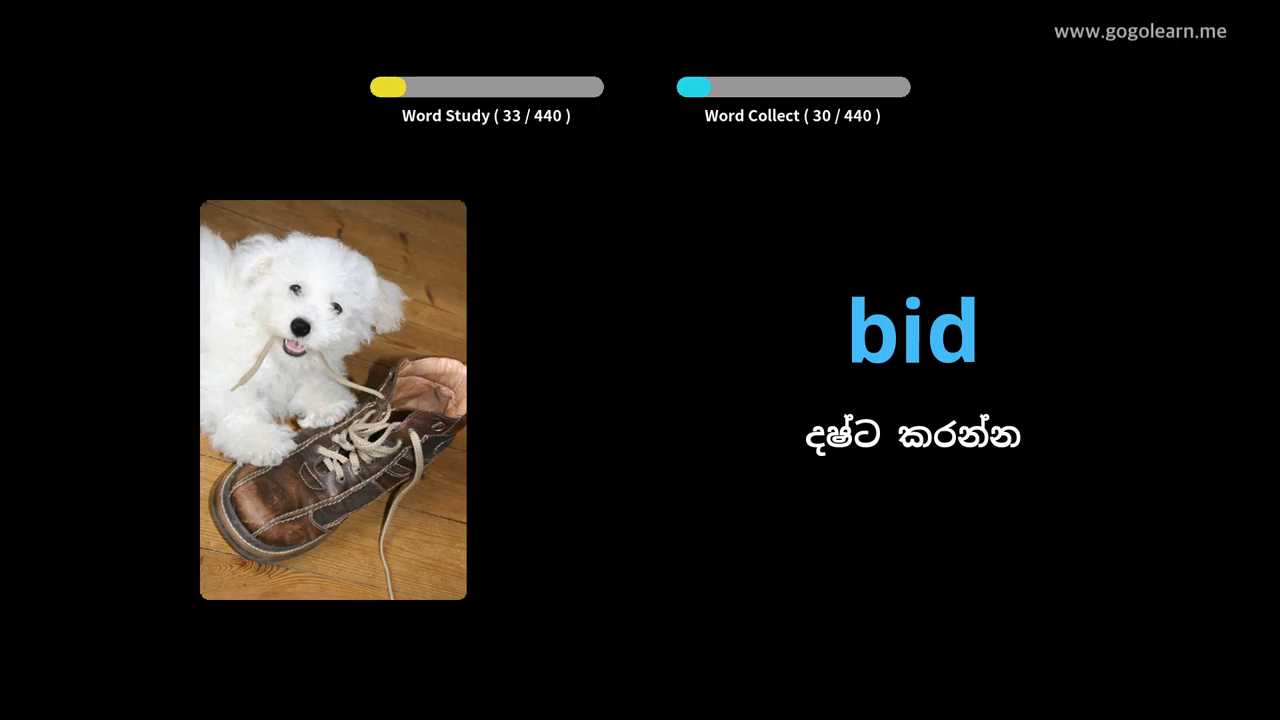 www.gogolearn.me
Word Study ( 33 / 440 )
Word Collect ( 30 / 440 )
bid
දෂ්ට කරන්න